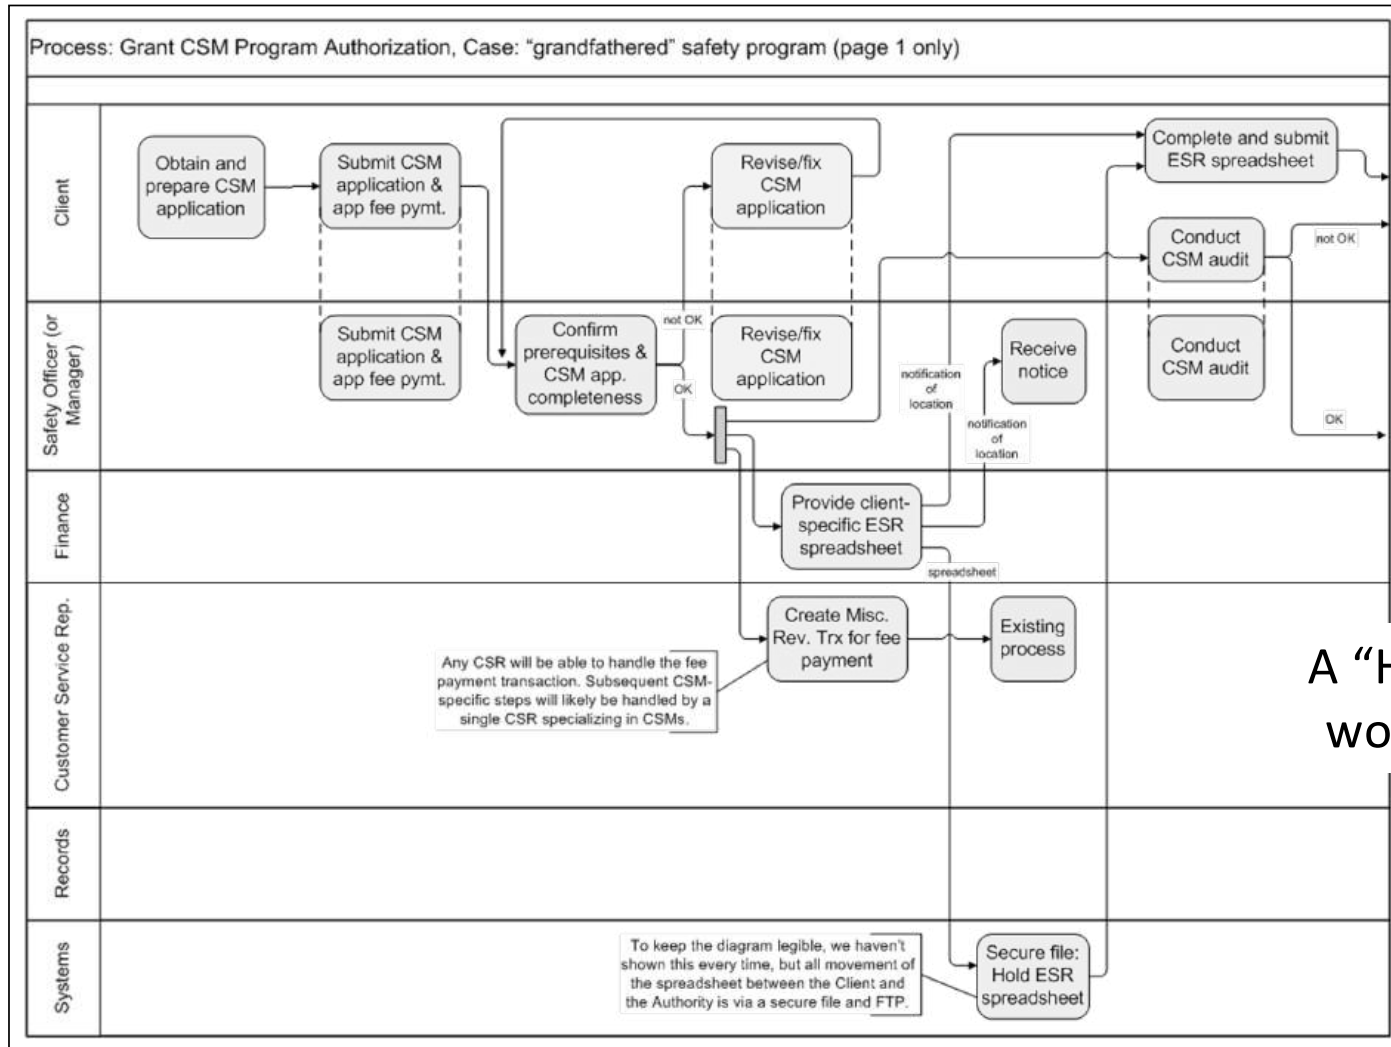 Process: Grant CSM Program Authorization, Case: “grandfathered” safety program (page 1 only)
Client
Obtain and
prepare CSM
application
Submit CSM
application &
app fee pymt.
Revise/fix
CSM
application
Complete and submit
ESR spreadsheet
Conduct
CSM audit
not OK
Safety Officer (or
Manager)
Submit CSM
application &
app fee pymt.
Confirm
prerequisites &
CSM app.
completeness
not OK
OK
Revise/fix
CSM
application
notification
of
location
Receive
notice
notification
of
location
Conduct
CSM audit
OK
Finance
Provide client-
specific ESR
spreadsheet
spreadsheet
Customer Service Rep.
Any CSR will be able to handle the fee
payment transaction. Subsequent CSM-
specific steps will likely be handled by a
single CSR specializing in CSMs.
Create Misc.
Rev. Trx for fee
payment
Existing
process
A “H
wo
Records
Systems
To keep the diagram legible, we haven't
shown this every time, but all movement of
the spreadsheet between the Client and
the Authority is via a secure file and FTP.
Secure file:
Hold ESR
spreadsheet